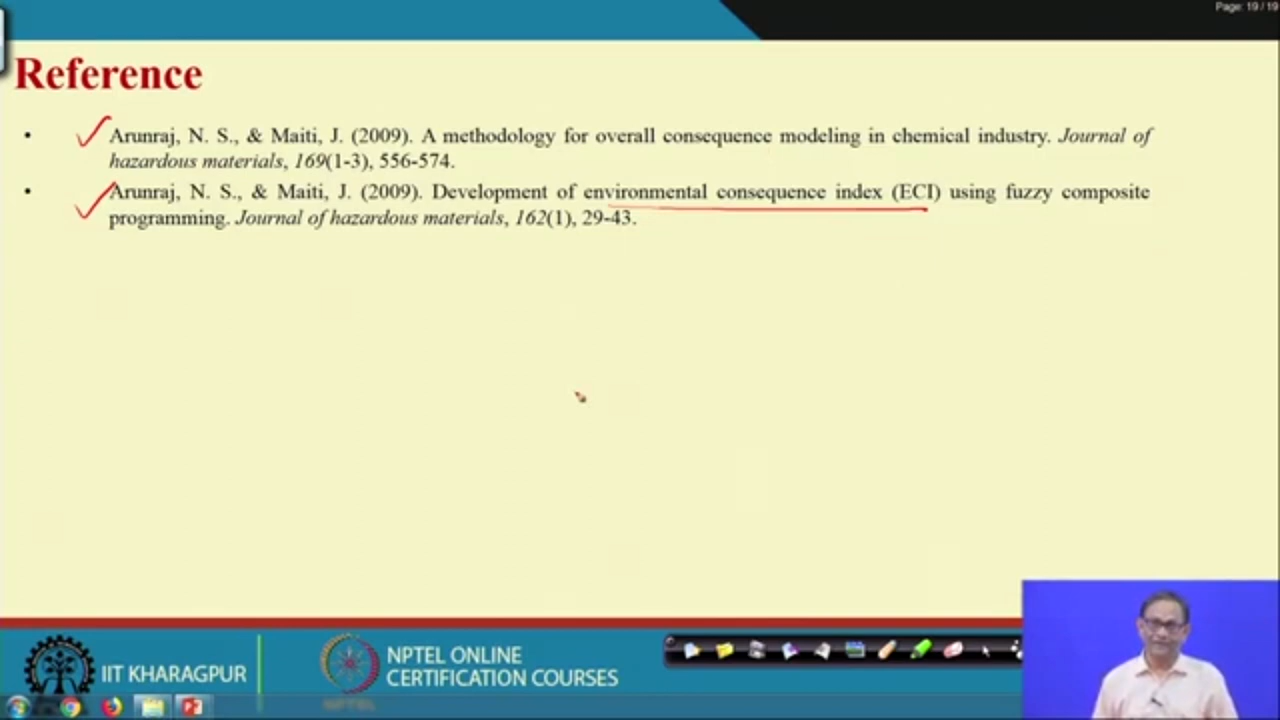 Page: 19 / 19
Reference
• Arunraj, N. S., & Maiti, J. (2009). A methodology for overall consequence modeling in chemical industry. Journal of
hazardous materials, 169(1-3), 556-574.
• Arunraj, N. S., & Maiti, J. (2009). Development of environmental consequence index (ECI) using fuzzy composite
programming. Journal of hazardous materials, 162(1), 29-43.
IIT KHARAGPUR
NPTEL ONLINE
CERTIFICATION COURSES